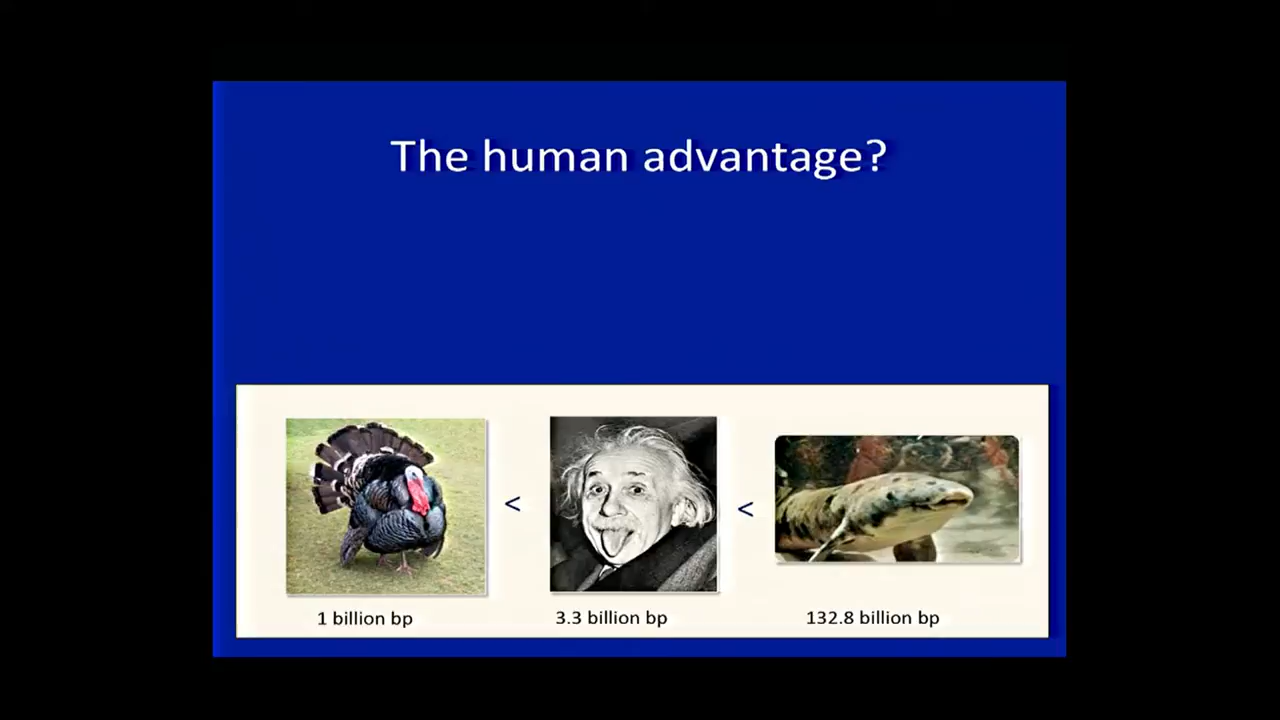 The human advantage?
<
<
1 billion bp
3.3 billion bp
132.8 billion bp